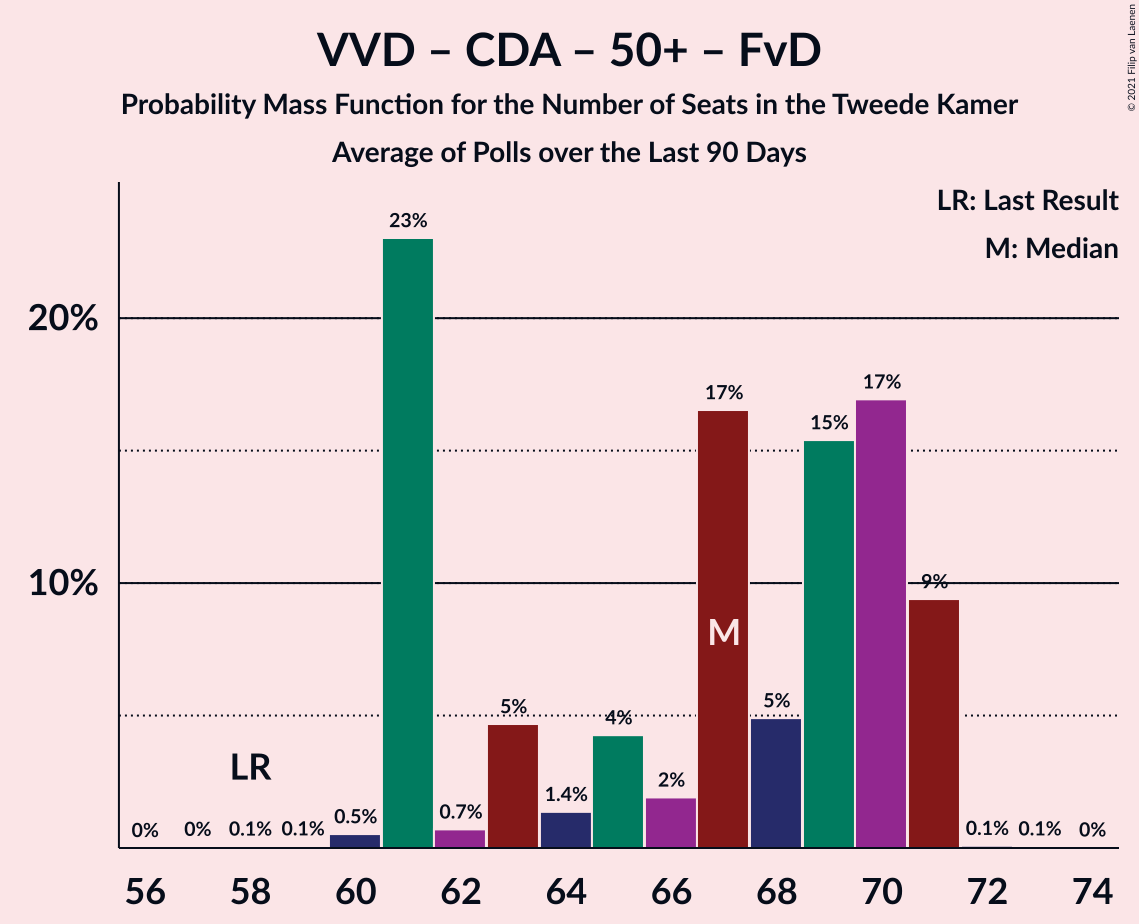 VVD – CDA – 50+ – FvD
Probability Mass Function for the Number of Seats in the Tweede Kamer
Average of Polls over the Last 90 Days
© 2021 Filip van Laenen
LR: Last Result
M: Median
20%
10%
0%
0%
0.1%
0.1%
0.5%
23%
0.7%
5%
1.4%
4%
2%
17%
5%
15%
17%
9%
0.1%
0.1%
0%
LR
M
56 58 60 62 64 66 68 70 72 74